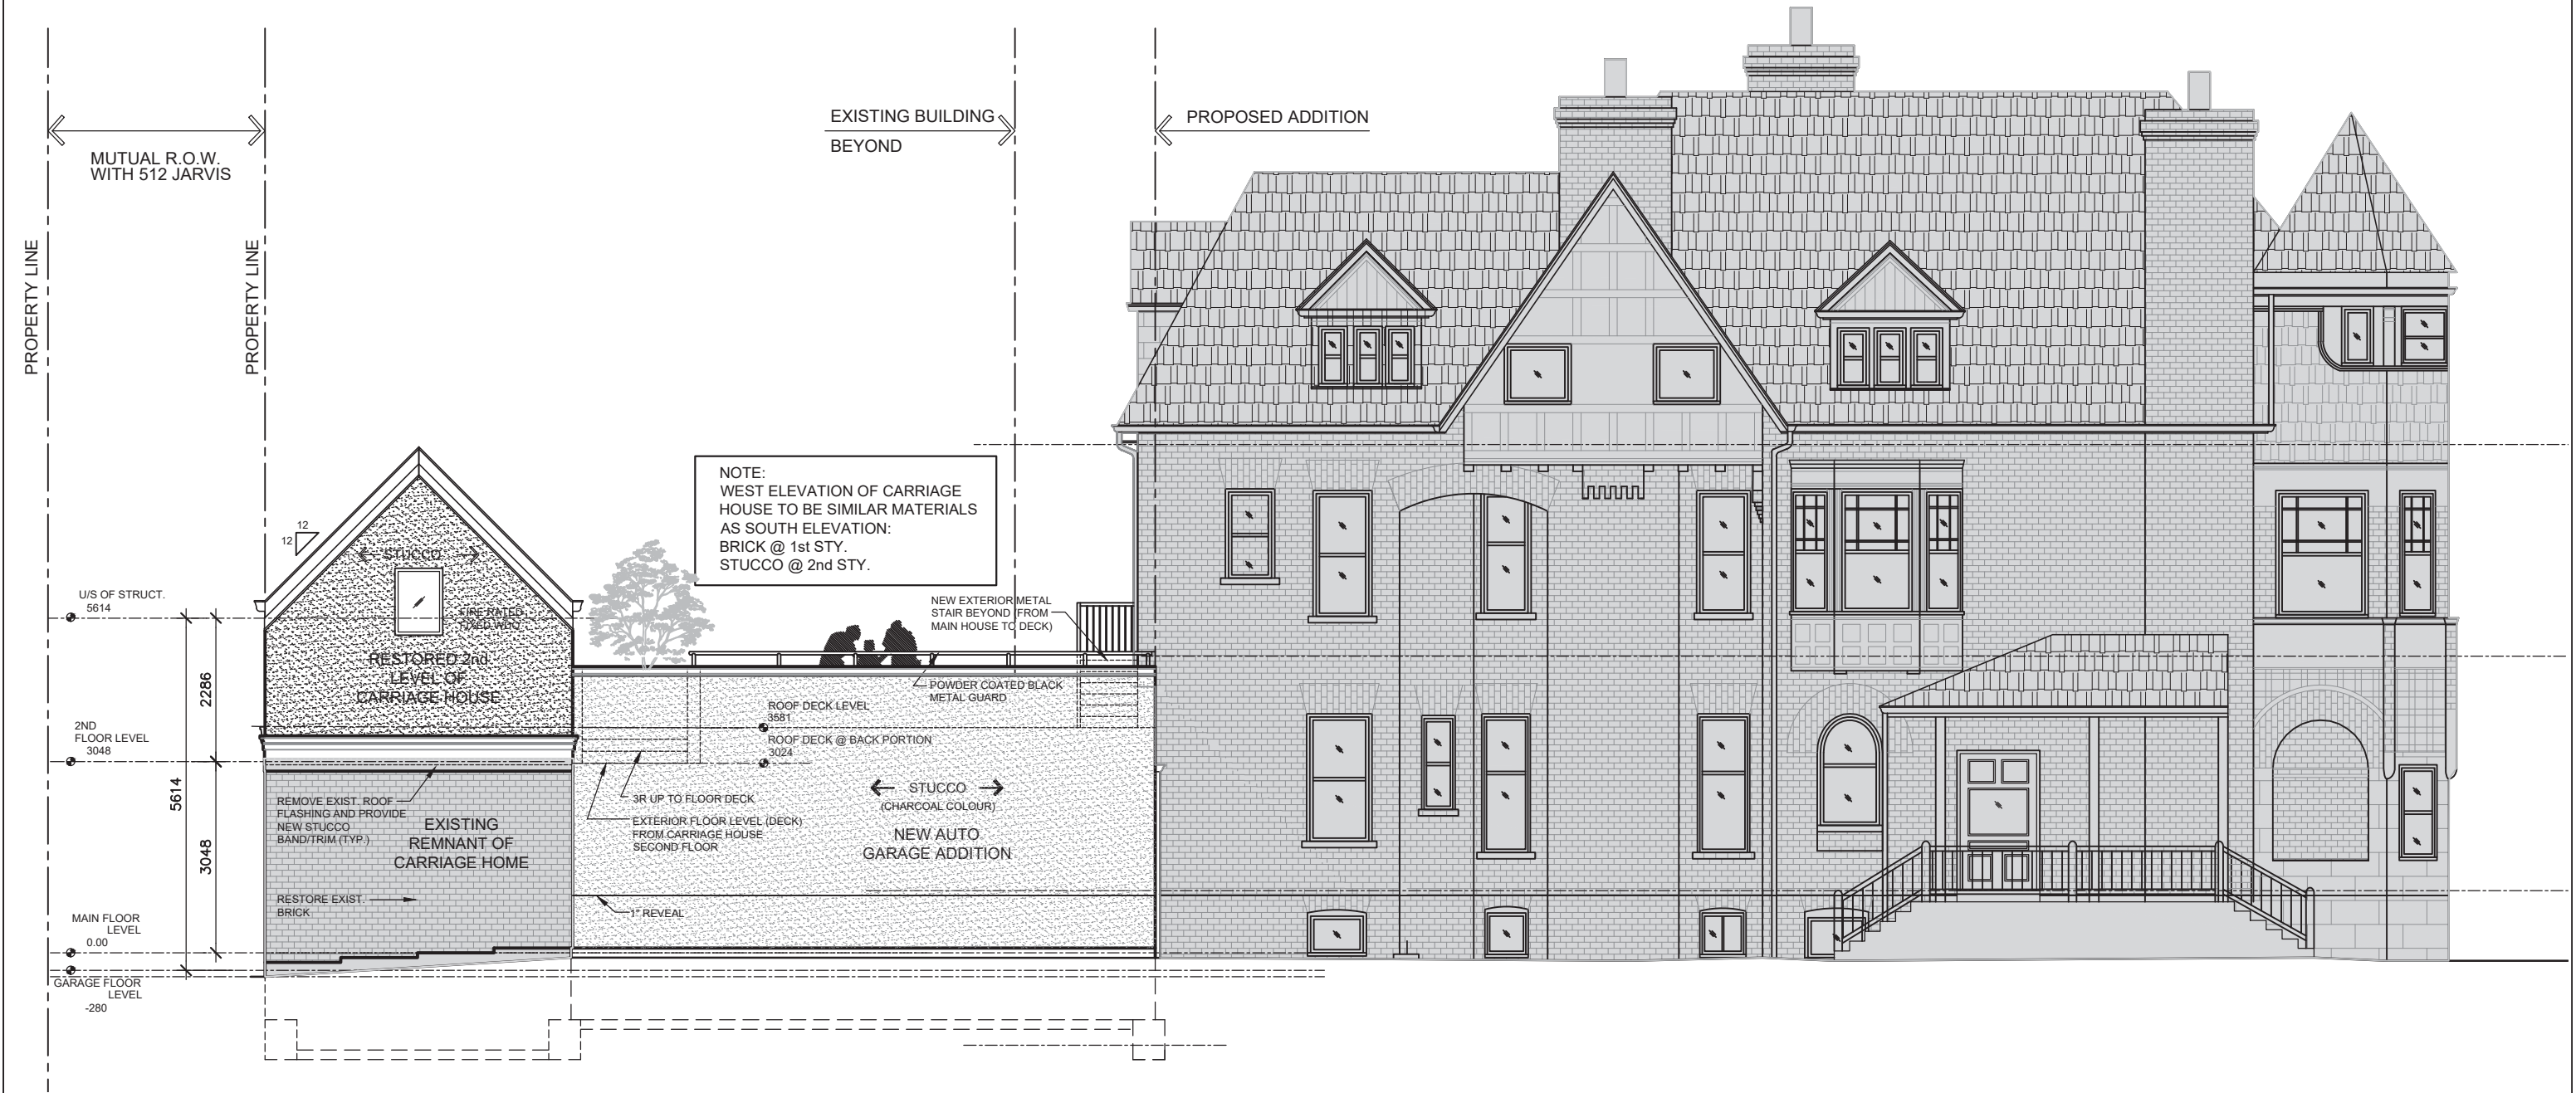 PROPERTY LINE
MUTUAL R.O.W.
WITH 512 JARVIS
PROPERTY LINE
EXISTING BUILDING
BEYOND
PROPOSED ADDITION
NOTE:
WEST ELEVATION OF CARRIAGE
HOUSE TO BE SIMILAR MATERIALS
AS SOUTH ELEVATION:
BRICK @ 1st STY.
STUCCO @ 2nd STY.
12
12
STUCCO
FIRE RATED
FIXED WDO
RESTORED 2nd
LEVEL OF
CARRIAGE HOUSE
U/S OF STRUCT.
5614
2286
2ND
FLOOR LEVEL
3048
5614
3048
MAIN FLOOR
LEVEL
0.00
GARAGE FLOOR
LEVEL
-280
REMOVE EXIST. ROOF
FLASHING AND PROVIDE
NEW STUCCO
BAND/TRIM (TYP.)
EXISTING
REMNANT OF
CARRIAGE HOME
RESTORE EXIST.
BRICK
NEW EXTERIOR METAL
STAIR BEYOND (FROM
MAIN HOUSE TO DECK)
POWDER COATED BLACK
METAL GUARD
ROOF DECK LEVEL
3581
ROOF DECK @ BACK PORTION
3024
3R UP TO FLOOR DECK
EXTERIOR FLOOR LEVEL (DECK)
FROM CARRIAGE HOUSE
SECOND FLOOR
STUCCO
(CHARCOAL COLOUR)
NEW AUTO
GARAGE ADDITION
1" REVEAL